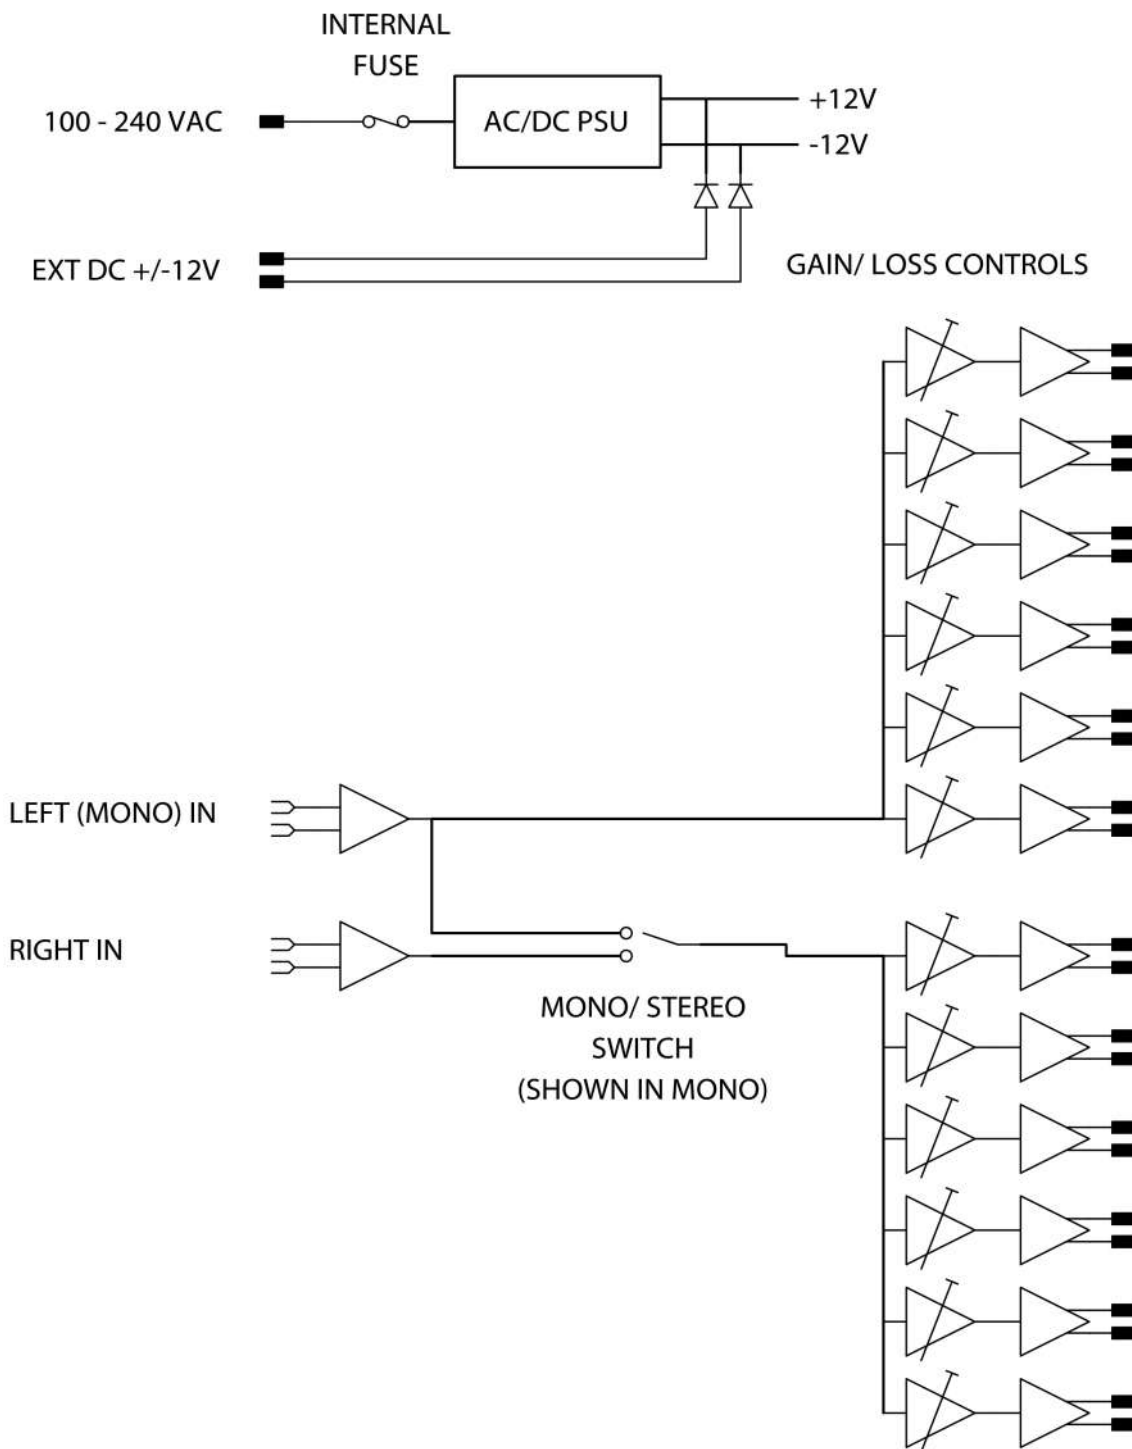 INTERNAL
FUSE
100 - 240 VAC
AC/DC PSU
+12V
-12V
EXT DC +/-12V
GAIN/ LOSS CONTROLS
LEFT (MONO) IN
RIGHT IN
MONO/ STEREO
SWITCH
(SHOWN IN MONO)